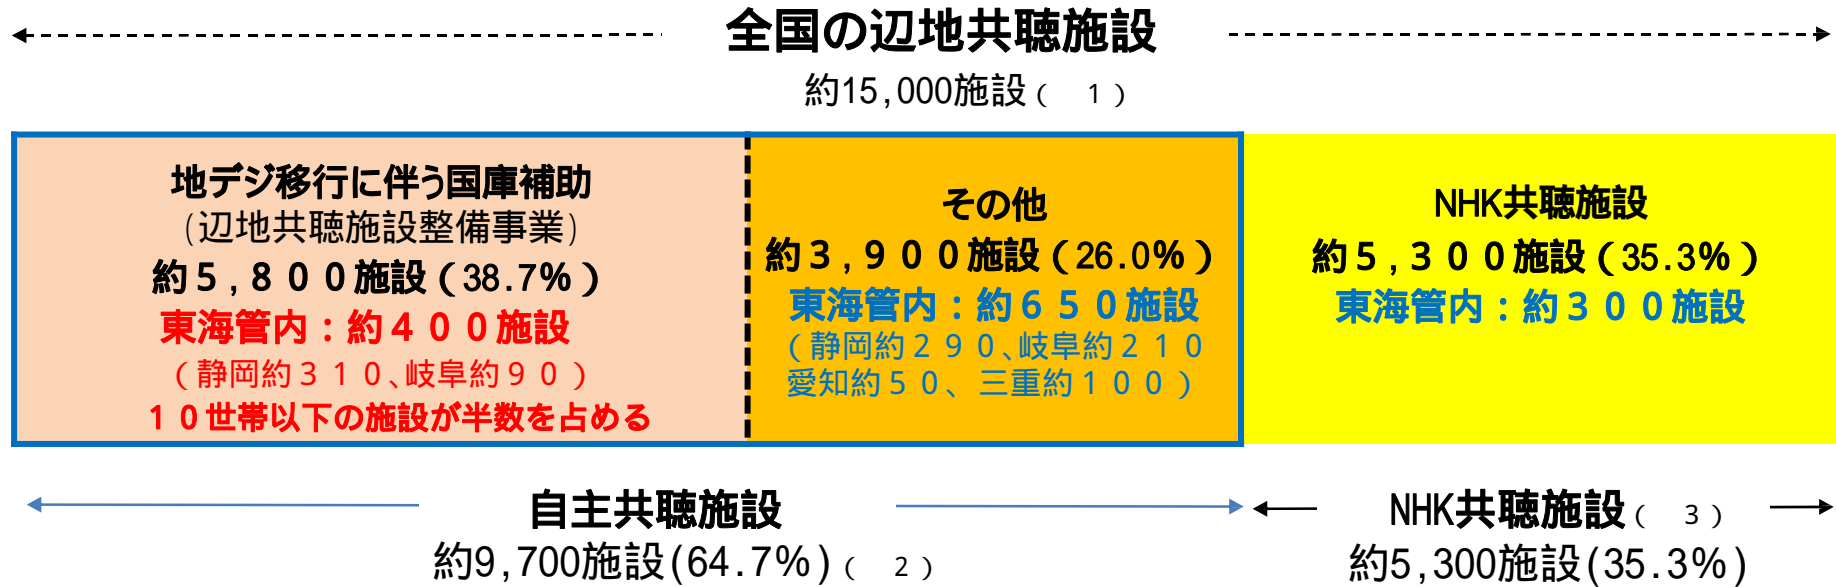 全国の辺地共聴施設
約15,000施設（　1）
地デジ移行に伴う国庫補助
(辺地共聴施設整備事業)
約５,８００施設（38.7%）
東海管内：約４００施設
（静岡約３１０、岐阜約９０）
１０世帯以下の施設が半数を占める
その他
約３,９００施設（26.0%）
東海管内：約６５０施設
（静岡約２９０、岐阜約２１０
愛知約５０、三重約１００）
NHK共聴施設
約５,３００施設（35.3%）
東海管内：約３００施設
自主共聴施設
約9,700施設(64.7%)（　2）
NHK共聴施設（　3）
約5,300施設(35.3%)